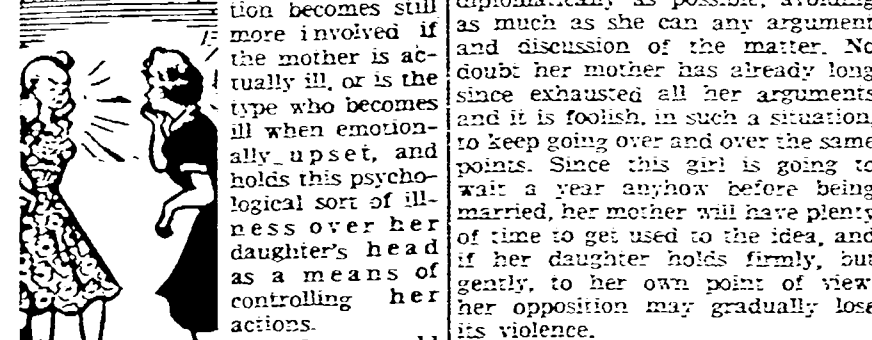 tion becomes still
more involved if
the mother is ac-
tually ill, or is the
type who becomes
ill when emotion-
ally upset, and
holds this psycho-
logical sort of ill-
ness over her
daughter's head
as a means of
controlling her
actions.
diplomatically as possible, avoiding
as much as she can any argument
and discussion of the matter. No
doubt her mother has already long
since exhausted all her arguments
and it is foolish, in such a situation,
to keep going over and over the same
points. Since this girl is going to
wait a year anyhow before being
married, her mother will have plenty
of time to get used to the idea, and
if her daughter holds firmly, but
gently, to her own point of view
her opposition may gradually lose
its violence.